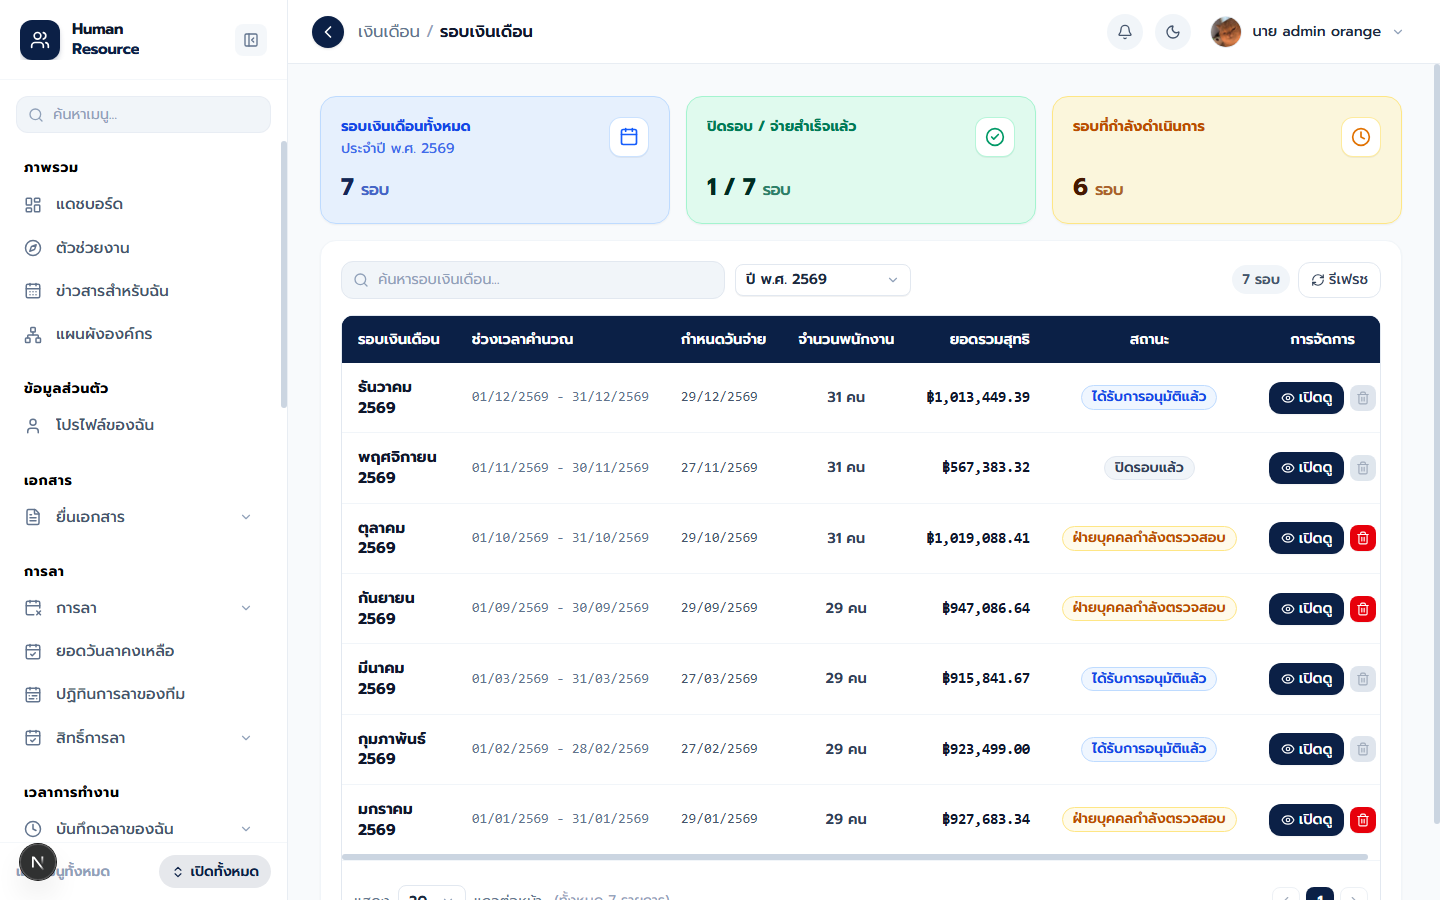 Human
Resource
ค้นหาเมนู...
ภาพรวม
แดชบอร์ด
ตัวช่วยงาน
ข่าวสารสำหรับฉัน
แผนผังองค์กร
ข้อมูลส่วนตัว
โปรไฟล์ของฉัน
เอกสาร
ยื่นเอกสาร
การลา
การลา
ยอดวันลาคงเหลือ
ปฏิทินการลาของทีม
สิทธิ์การลา
เวลาการทำงาน
บันทึกเวลาของฉัน
N
เปิดทั้งหมด
เงินเดือน / รอบเงินเดือน
นาย admin orange
รอบเงินเดือนทั้งหมด
ประจำปี พ.ศ. 2569
7 รอบ
ปิดรอบ / จ่ายสำเร็จแล้ว
1 / 7 รอบ
รอบที่กำลังดำเนินการ
6 รอบ
ค้นหารอบเงินเดือน...
ปี พ.ศ. 2569
7 รอบ
รีเฟรช
รอบเงินเดือน ช่วงเวลาคำนวณ กำหนดวันจ่าย จำนวนพนักงาน ยอดรวมสุทธิ สถานะ การจัดการ
ธันวาคม
2569
01/12/2569 - 31/12/2569 29/12/2569 31 คน ฿1,013,449.39 ได้รับการอนุมัติแล้ว เปิดดู
พฤศจิกายน
2569
01/11/2569 - 30/11/2569 27/11/2569 31 คน ฿567,383.32 ปิดรอบแล้ว เปิดดู
ตุลาคม
2569
01/10/2569 - 31/10/2569 29/10/2569 31 คน ฿1,019,088.41 ฝ่ายบุคคลกำลังตรวจสอบ เปิดดู
กันยายน
2569
01/09/2569 - 30/09/2569 29/09/2569 29 คน ฿947,086.64 ฝ่ายบุคคลกำลังตรวจสอบ เปิดดู
มีนาคม
2569
01/03/2569 - 31/03/2569 27/03/2569 29 คน ฿915,841.67 ได้รับการอนุมัติแล้ว เปิดดู
กุมภาพันธ์
2569
01/02/2569 - 28/02/2569 27/02/2569 29 คน ฿923,499.00 ได้รับการอนุมัติแล้ว เปิดดู
มกราคม
2569
01/01/2569 - 31/01/2569 29/01/2569 29 คน ฿927,683.34 ฝ่ายบุคคลกำลังตรวจสอบ เปิดดู
แสดง 20 แถวต่อหน้า (ทั้งหมด 7 รายการ) 1